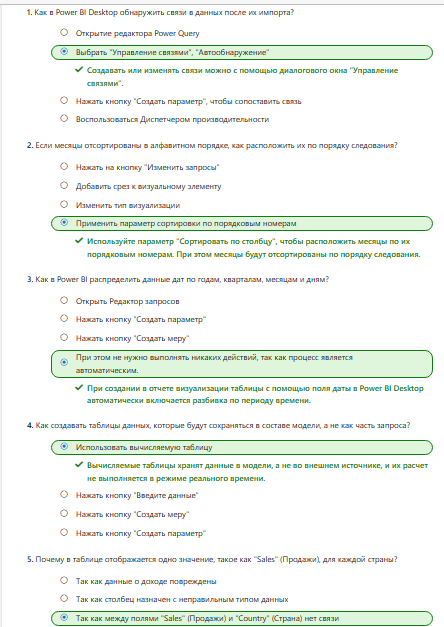 1. Как в Power BI Desktop обнаружить связи в данных после их импорта?
Открытие редактора Power Query
Выбрать "Управление связями", "Автообнаружение"
Создавать или изменять связи можно с помощью диалогового окна "Управление
связями".
Нажать кнопку "Создать параметр", чтобы сопоставить связь
Воспользоваться Диспетчером производительности
2. Если месяцы отсортированы в алфавитном порядке, как расположить их по порядку следования?
Нажать на кнопку "Изменить запросы"
Добавить срез к визуальному элементу
Изменить тип визуализации
Применить параметр сортировки по порядковым номерам
Используйте параметр "Сортировать по столбцу", чтобы расположить месяцы по их
порядковым номерам. При этом месяцы будут отсортированы по порядку следования.
3. Как в Power BI распределить данные дат по годам, кварталам, месяцам и дням?
Открыть Редактор запросов
Нажать кнопку "Создать параметр"
Нажать кнопку "Создать меру"
При этом не нужно выполнять никаких действий, так как процесс является
автоматическим.
При создании в отчете визуализации таблицы с помощью поля даты в Power BI Desktop
автоматически включается разбивка по периоду времени.
4. Как создавать таблицы данных, которые будут сохраняться в составе модели, а не как часть запроса?
Использовать вычисляемую таблицу
Вычисляемые таблицы хранят данные в модели, а не во внешнем источнике, и их расчет
не выполняется в режиме реального времени.
Нажать кнопку "Введите данные"
Нажать кнопку "Создать меру"
Нажать кнопку "Создать параметр"
5. Почему в таблице отображается одно значение, такое как "Sales" (Продажи), для каждой страны?
Так как данные о доходе повреждены
Так как столбец назначен с неправильным типом данных
Так как между полями "Sales" (Продажи) и "Country" (Страна) нет связи